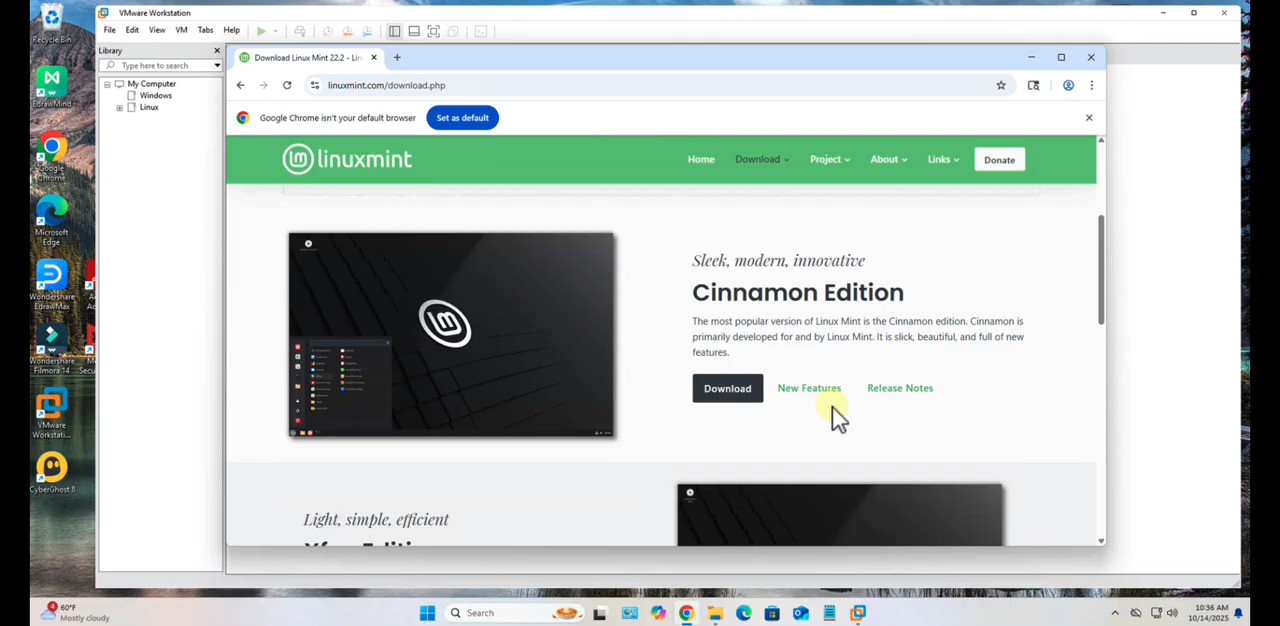 VMware Workstation
File Edit View VM Tabs Help
Library
Type here to search
My Computer
Windows
Linux
Recycle Bin
EdrawMind
Google Chrome
Microsoft Edge
Wondershare EdrawMax
Wondershare Filmora 14
VMware Workstati...
CyberGhost 8
Download Linux Mint 22.2 - Lin
linuxmint.com/download.php
Google Chrome isn't your default browser
Set as default
linuxmint
Home Download Project About Links Donate
Sleek, modern, innovative
Cinnamon Edition
The most popular version of Linux Mint is the Cinnamon edition. Cinnamon is
primarily developed for and by Linux Mint. It is slick, beautiful, and full of new
features.
Download New Features Release Notes
Light, simple, efficient
4
60°F
Mostly cloudy
Search
10:36 AM
10/14/2025